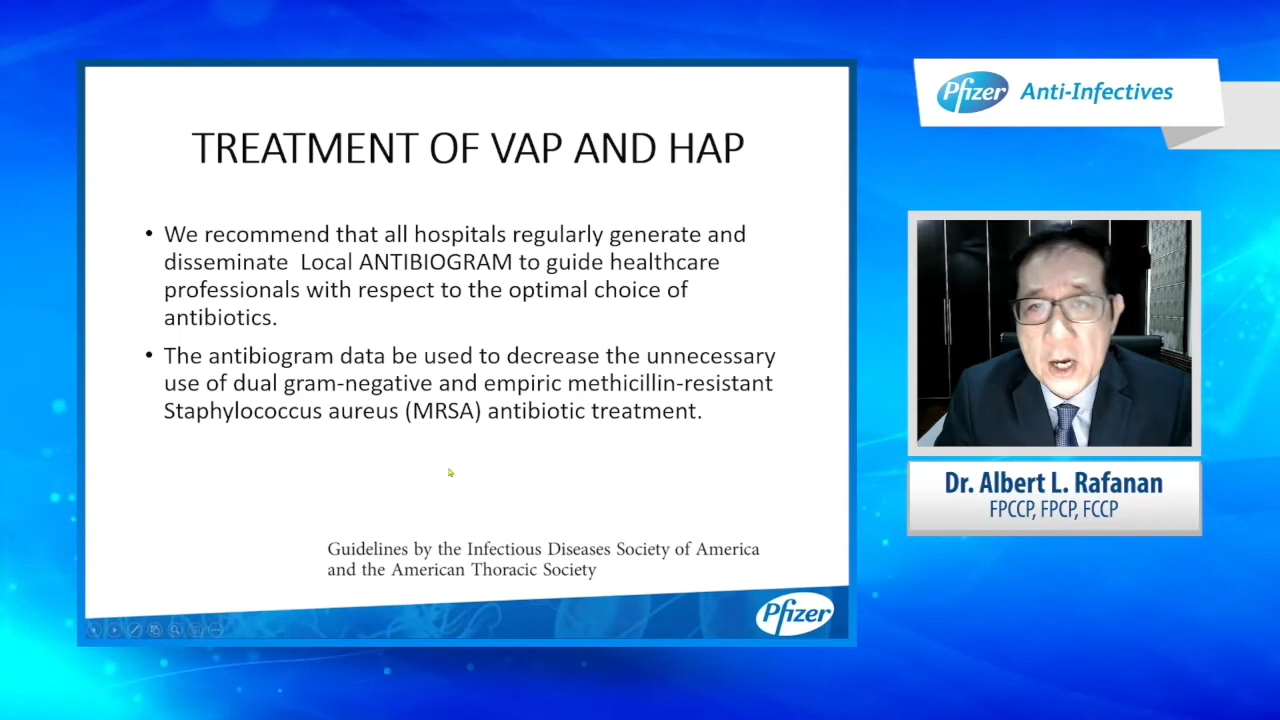 Pfizer Anti-Infectives
TREATMENT OF VAP AND HAP
• We recommend that all hospitals regularly generate and
disseminate Local ANTIBIOGRAM to guide healthcare
professionals with respect to the optimal choice of
antibiotics.
• The antibiogram data be used to decrease the unnecessary
use of dual gram-negative and empiric methicillin-resistant
Staphylococcus aureus (MRSA) antibiotic treatment.
Guidelines by the Infectious Diseases Society of America
and the American Thoracic Society
Pfizer
Dr. Albert L. Rafanan
FPCCP, FPCP, FCCP